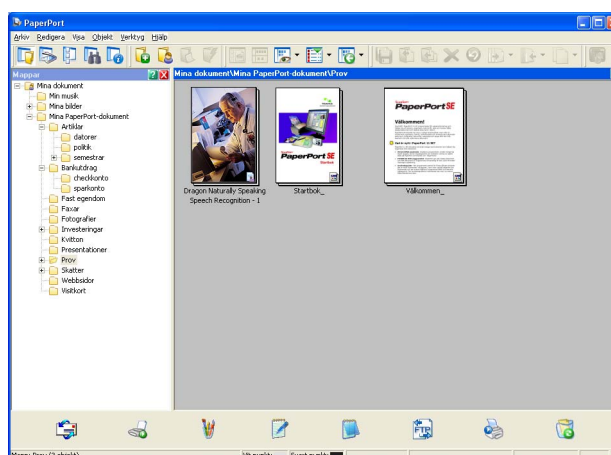 PaperPort
Arkiv Redigera Visa Objekt Verktyg Hjälp
Mappar
Mina dokument\Mina PaperPort-dokument\Prov
Mina dokument
Min musik
Mina bilder
Mina PaperPort-dokument
Artiklar
datorer
politik
semestrar
Bankutdrag
checkkonto
sparkonto
Fast egendom
Faxar
Fotografier
Investeringar
Kvitton
Presentationer
Prov
Skatter
Webbsidor
Visitkort
PaperPort SE
Startbok
PaperPort SE
Välkommen!
Dragon Naturally Speaking
Speech Recognition - 1
Startbok_
Välkommen_
FTP